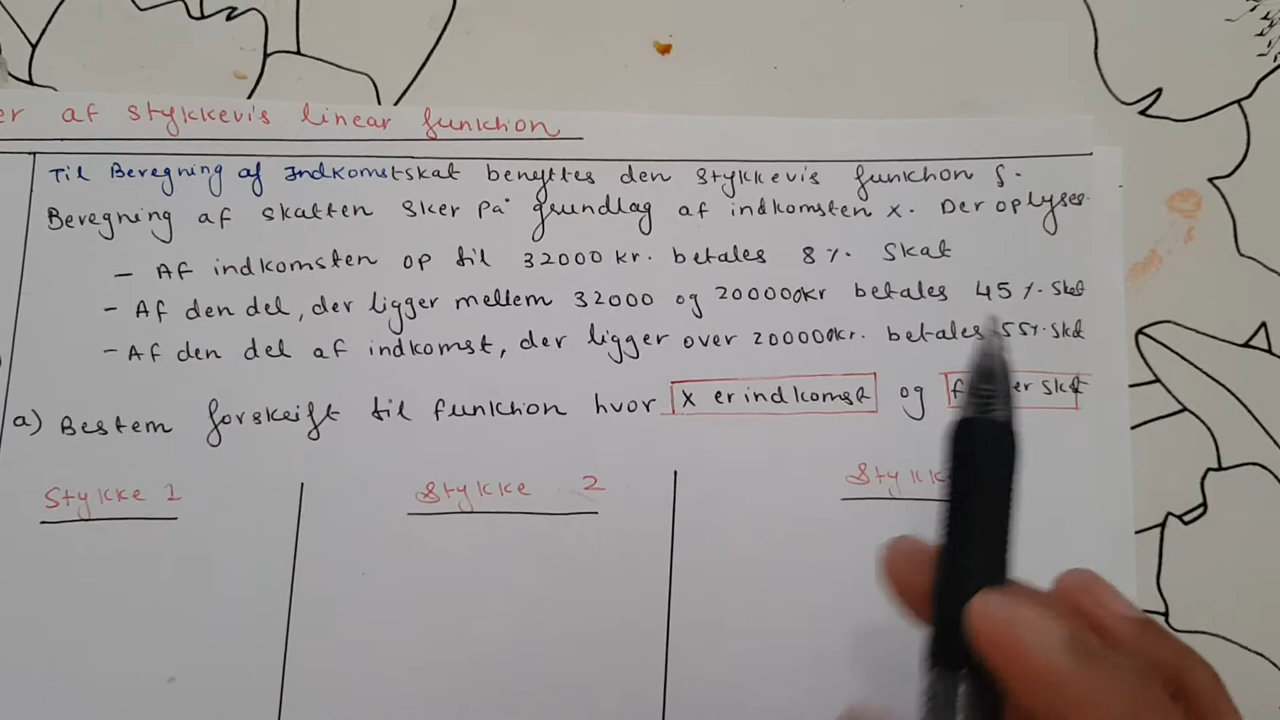 er af Stykkevis linear funktion
Til Beregning af Indkomstskat benyttes den Stykkevis funktion f.
Beregning af skatten sker på grundlag af indkomsten x. Der oplyses
- Af indkomsten op til 32000 kr. betales 8 %. Skat
- Af den del, der ligger mellem 32000 og 200000kr betales 45 %. Skat
- Af den del af indkomst, der ligger over 200000kr. betales 55%. Skat
a) Bestem forskrift til funktion hvor x er indkomst og er skat
Stykke 1
Stykke 2